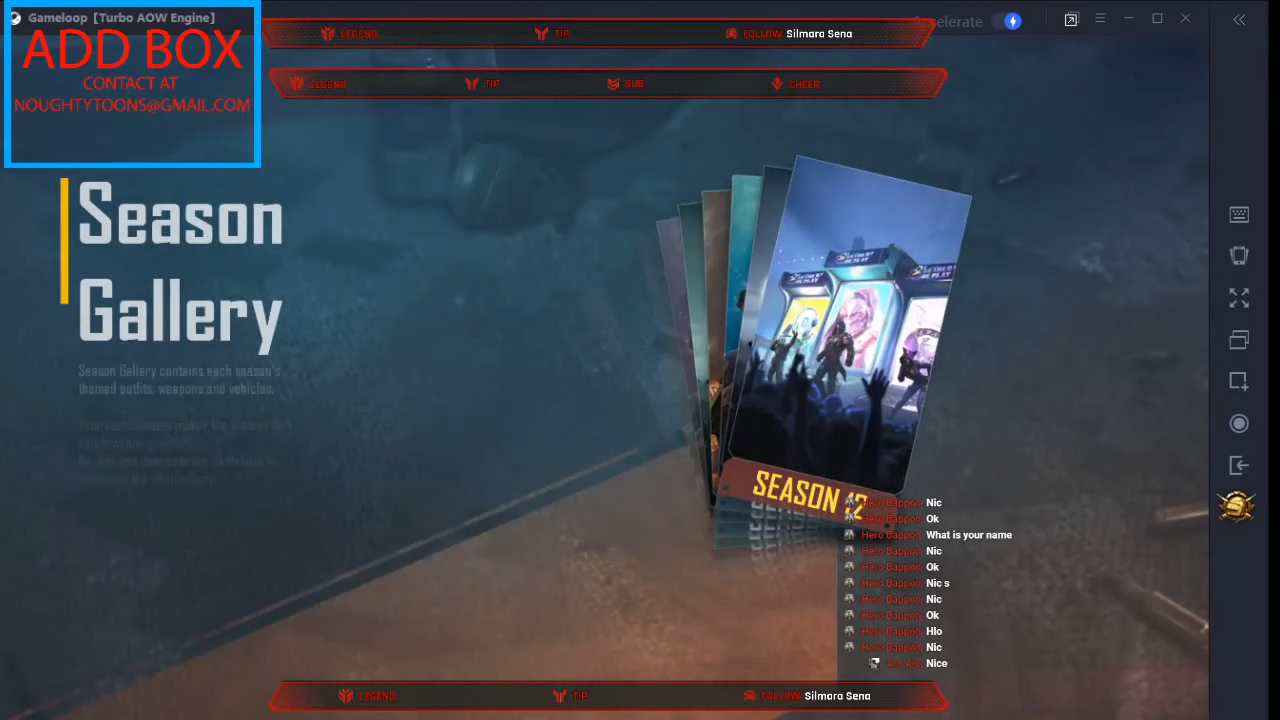 Gameloop【Turbo AOW Engine】
Accelerate
ADD BOX
CONTACT AT
NOUGHTYTOONS@GMAIL.COM
LEGEND TIP FOLLOW Silmara Sena
LEGEND TIP SUB CHEER
Season
Gallery
Season Gallery contains each season's
themed outfits, weapons and vehicles.
SEASON 12
Hero Bappon Nic
Hero Bappon Ok
Hero Bappon What is your name
Hero Bappon Nic
Hero Bappon Ok
Hero Bappon Nic s
Hero Bappon Nic
Hero Bappon Ok
Hero Bappon Hlo
Hero Bappon Nic
Nice
LEGEND TIP FOLLOW Silmara Sena